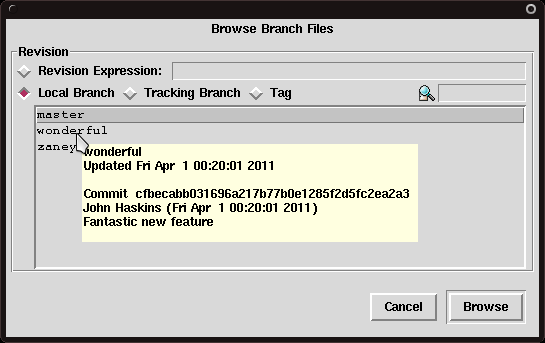 Browse Branch Files
Revision
Revision Expression:
Local Branch Tracking Branch Tag
master
wonderful
zaney
wonderful
Updated Fri Apr 1 00:20:01 2011
Commit cfbecabb031696a217b77b0e1285f2d5fc2ea2a3
John Haskins (Fri Apr 1 00:20:01 2011)
Fantastic new feature
Cancel Browse